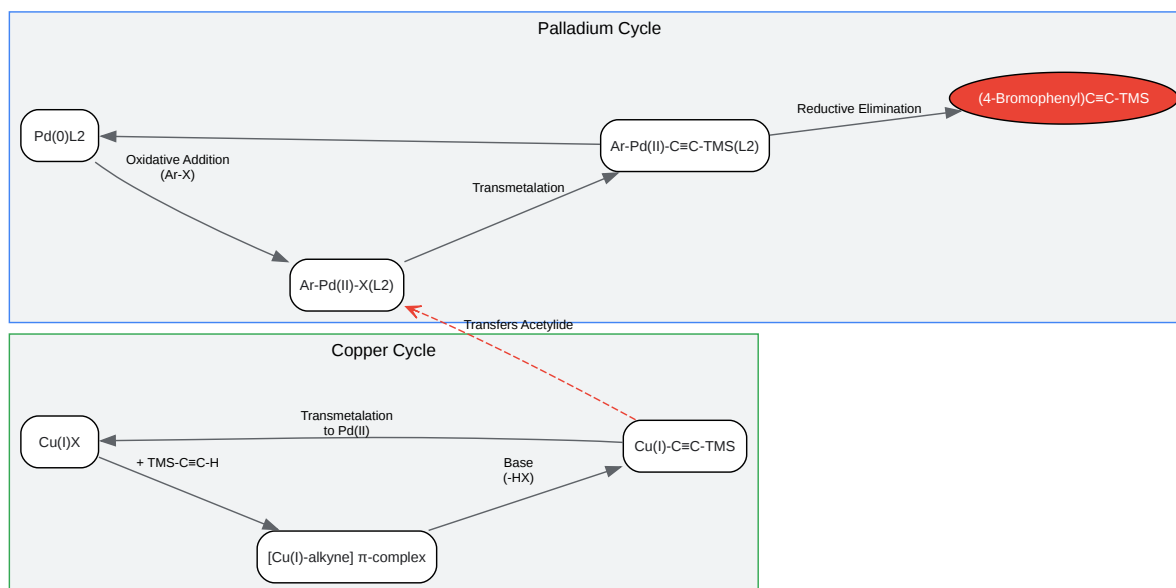 Palladium Cycle
(4-Bromophenyl)C≡C-TMS
Reductive Elimination
Pd(0)L2
Ar-Pd(II)-C≡C-TMS(L2)
Oxidative Addition
(Ar-X)
Transmetalation
Ar-Pd(II)-X(L2)
Transfers Acetylide
Copper Cycle
Transmetalation
to Pd(II)
Cu(I)X
Cu(I)-C≡C-TMS
+ TMS-C≡C-H
Base
(-HX)
[Cu(I)-alkyne] π-complex